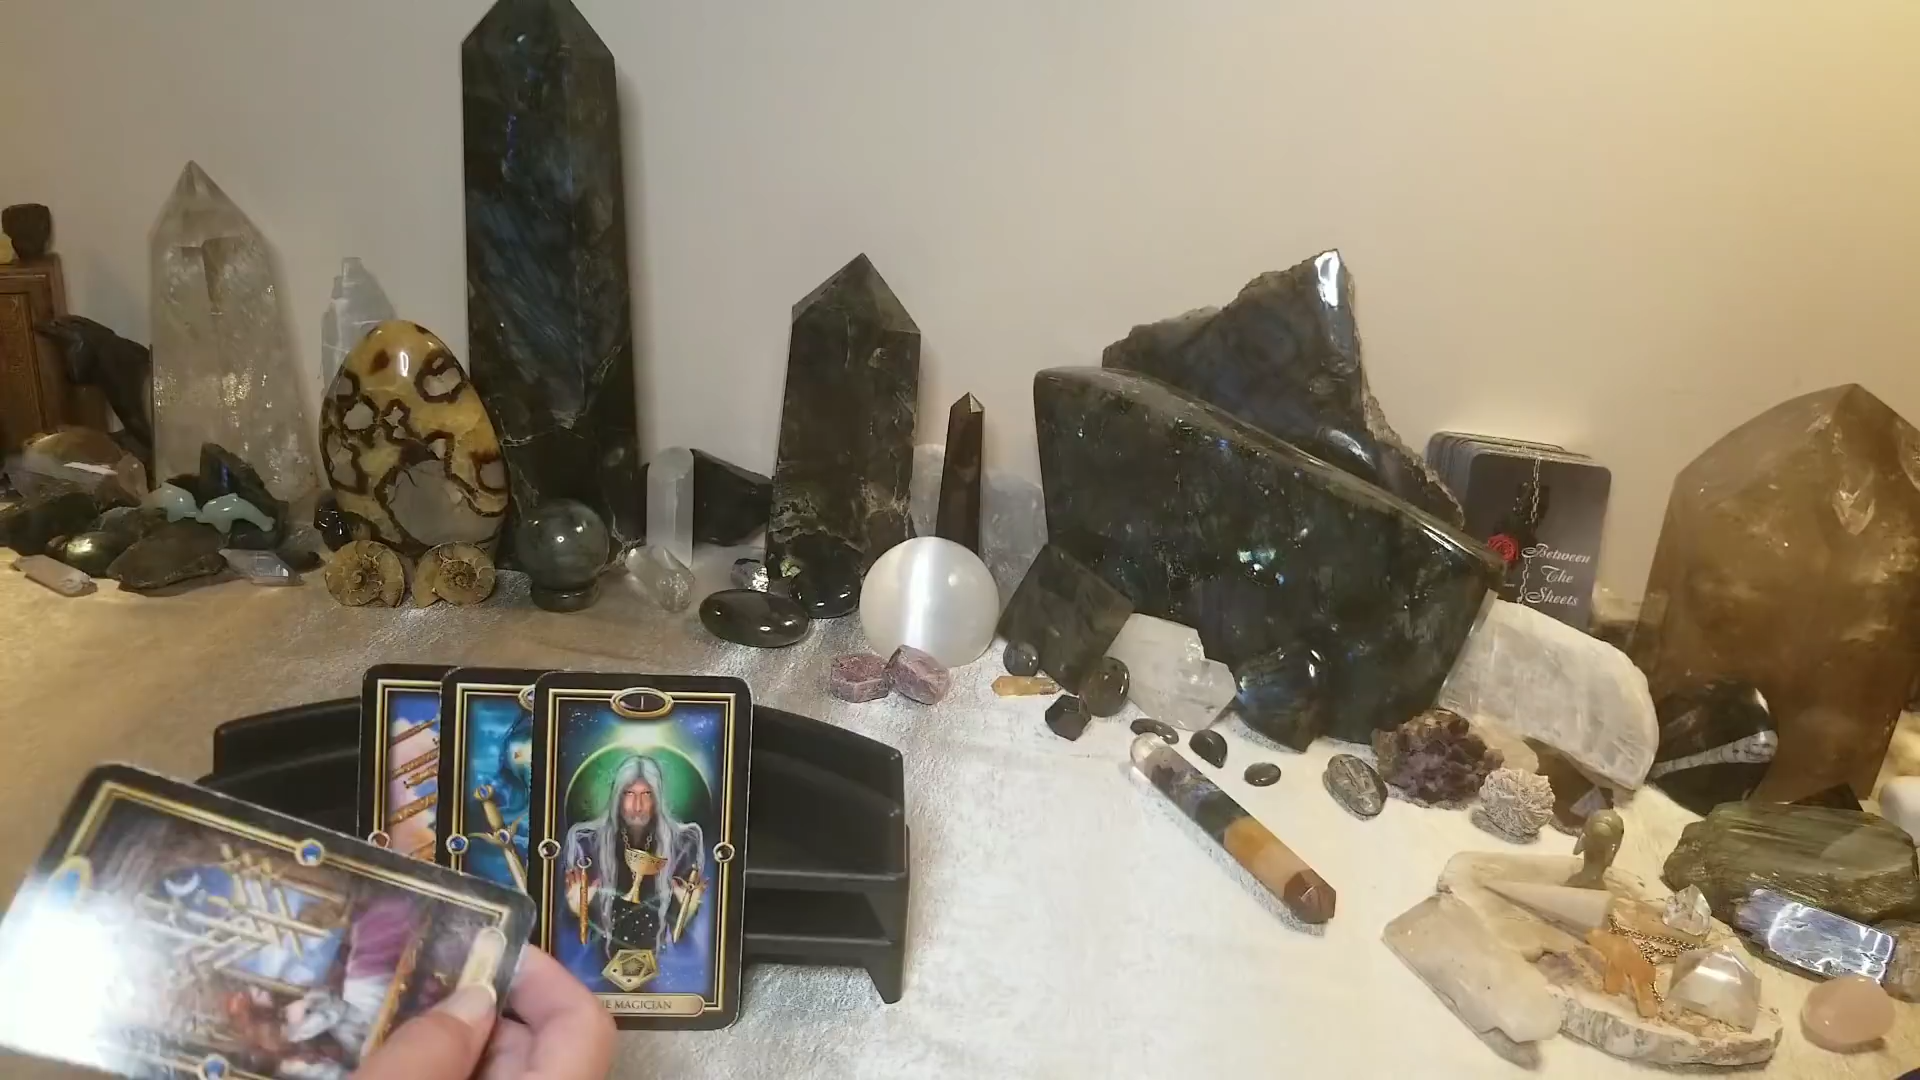 Between
The
Sheets
I
THE MAGICIAN